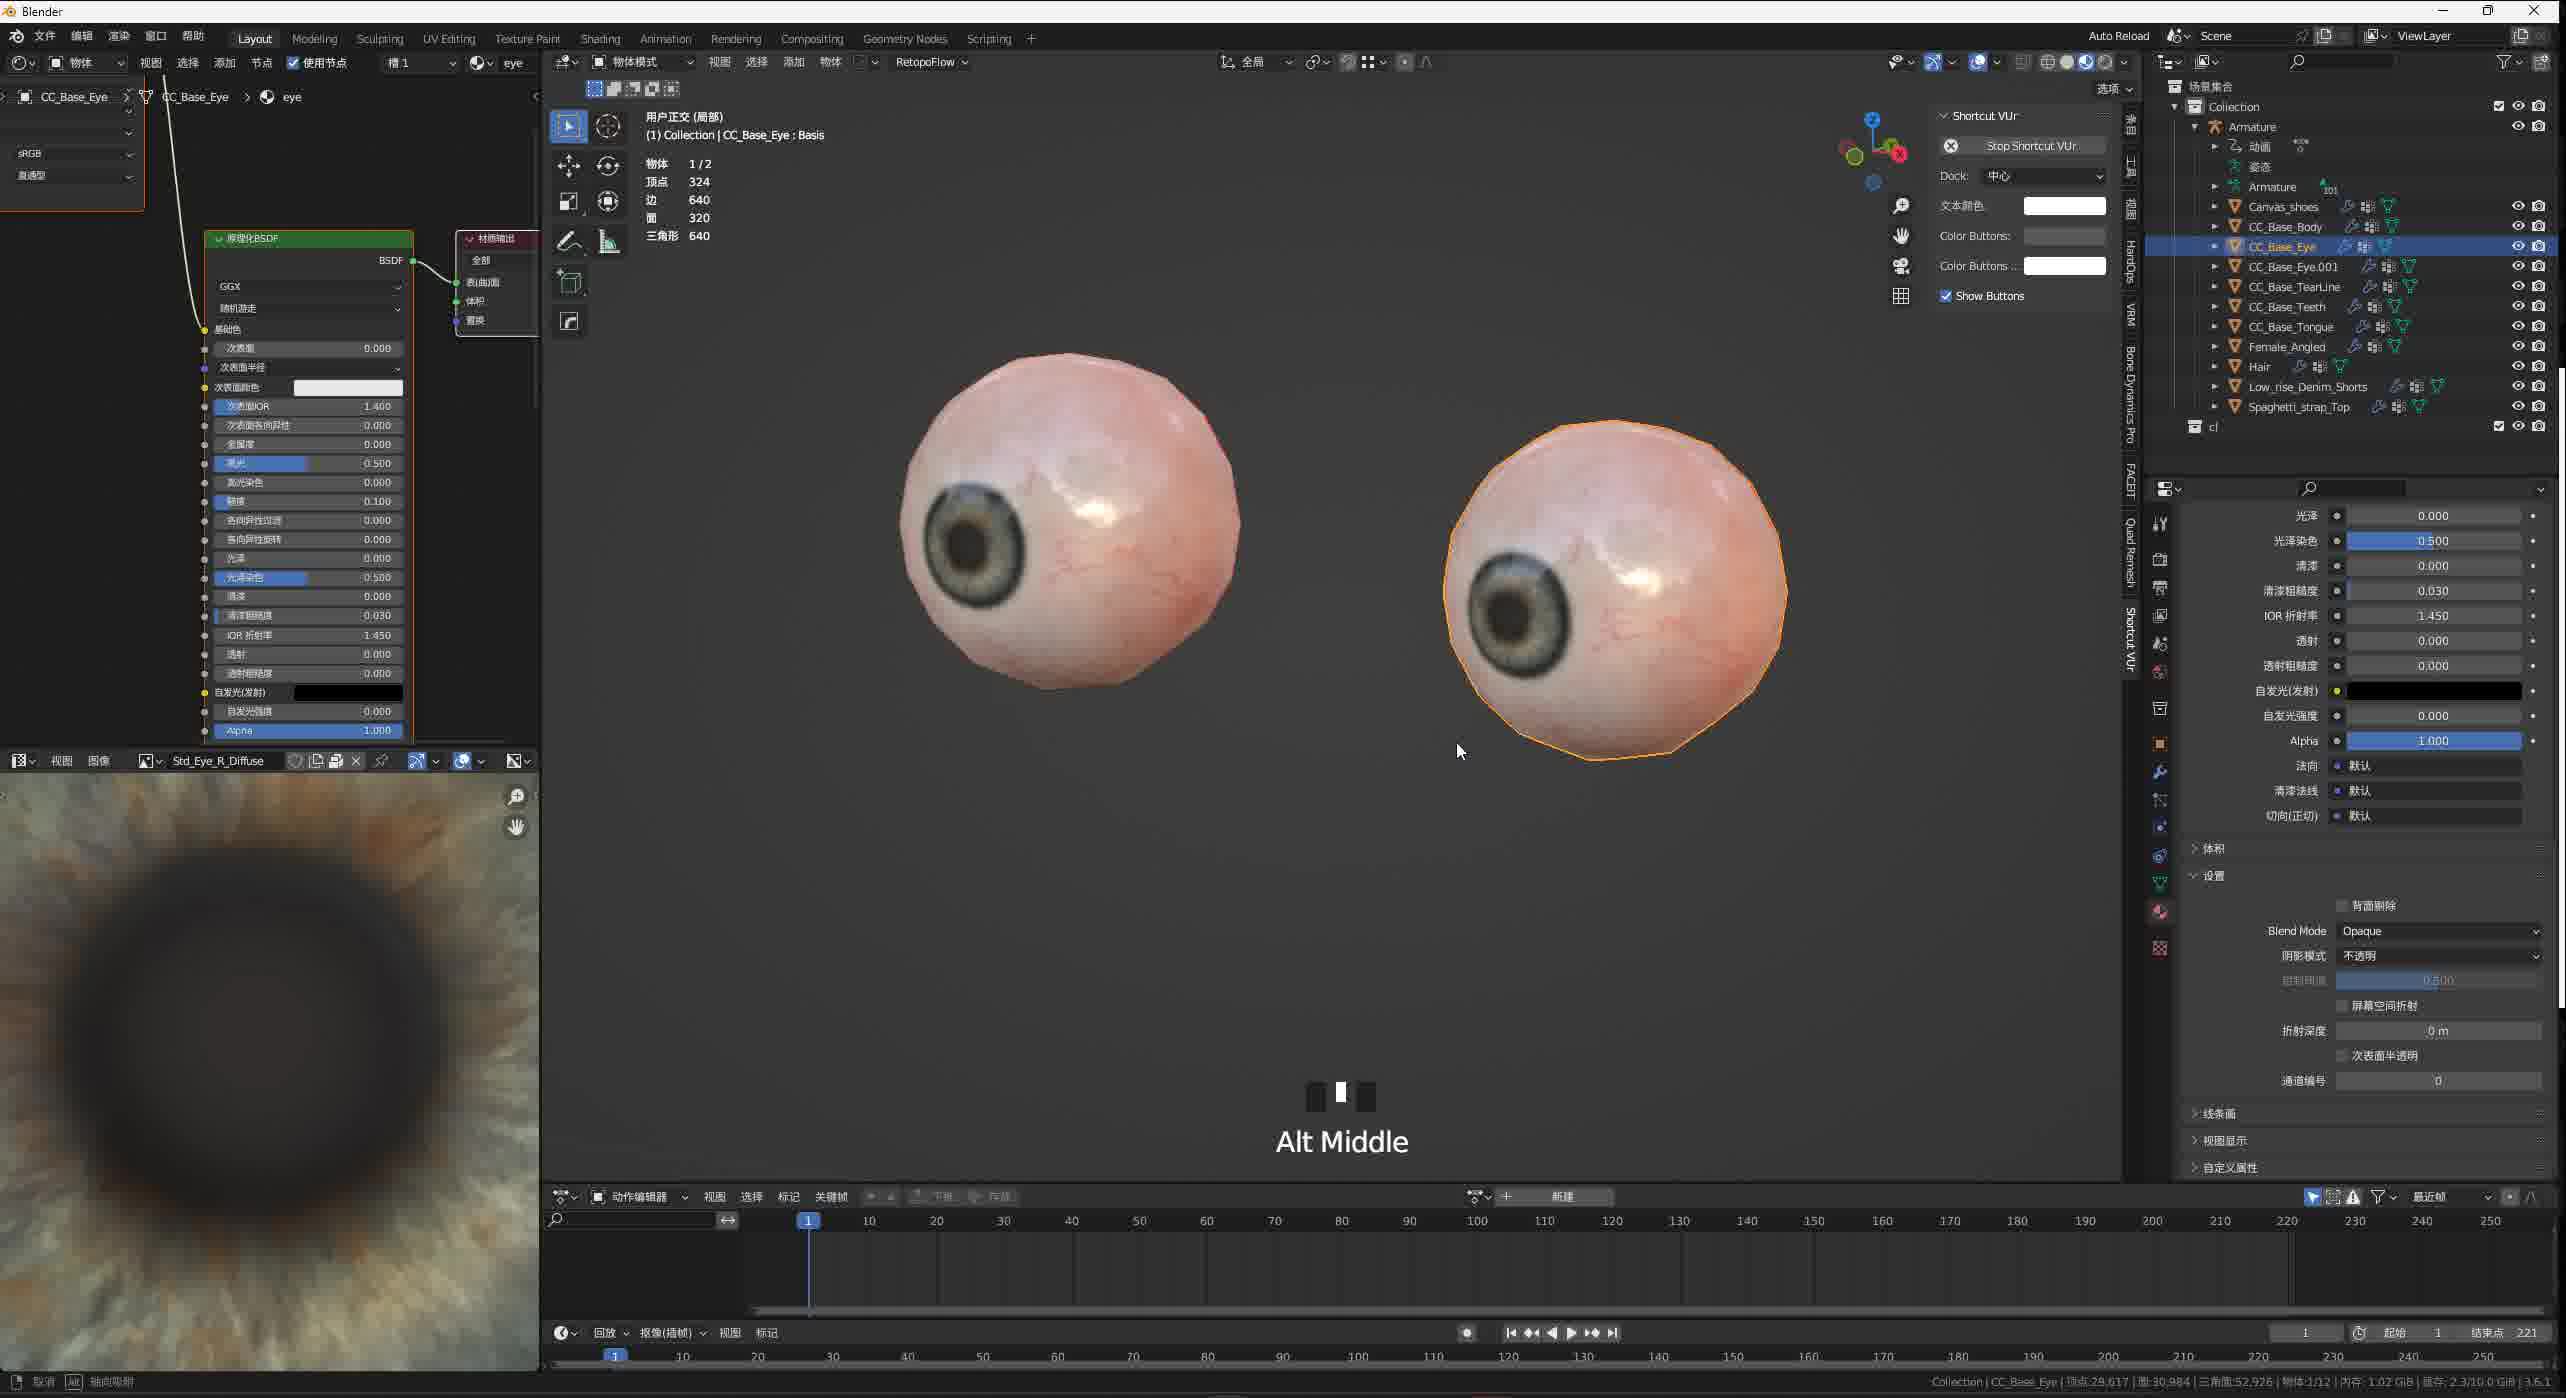 Blender
文件 编辑 渲染 窗口 帮助 Layout Modeling Sculpting UV Editing Texture Paint Shading Animation Rendering Compositing Geometry Nodes Scripting + Auto Reload Scene ViewLayer
物体 视图 选择 添加 节点 使用节点 槽 1 eye
CC_Base_Eye CC_Base_Eye eye
sRGB
直通型
原理化BSDF
BSDF
GGX
随机游走
基础色
次表面 0.000
次表面半径
次表面颜色
次表面IOR 1.400
次表面各向异性 0.000
金属度 0.000
高光 0.500
高光染色 0.000
糙度 0.100
各向异性过滤 0.000
各向异性旋转 0.000
光泽 0.000
光泽染色 0.500
清漆 0.000
清漆粗糙度 0.030
IOR 折射率 1.450
透射 0.000
透射粗糙度 0.000
自发光(发射)
自发光强度 0.000
Alpha 1.000
材质输出
全部
表(曲)面
体积
置换
视图 图像 Std_Eye_R_Diffuse
物体模式 视图 选择 添加 物体 RetopoFlow 全局
选项
用户正交 (局部)
(1) Collection | CC_Base_Eye : Basis
物体 1 / 2
顶点 324
边 640
面 320
三角形 640
Shortcut VUr
Stop Shortcut VUr
Dock: 中心
文本颜色
Color Buttons:
Color Buttons ...
Show Buttons
条目
工具
视图
HardOps
VRM
Bone Dynamics Pro
FACEIT
Quad Remesh
Shortcut VUr
Alt Middle
场景集合
Collection
Armature
动画
姿态
Armature 101
Canvas_shoes
CC_Base_Body
CC_Base_Eye
CC_Base_Eye.001
CC_Base_TearLine
CC_Base_Teeth
CC_Base_Tongue
Female_Angled
Hair
Low_rise_Denim_Shorts
Spaghetti_strap_Top
cl
光泽 0.000
光泽染色 0.500
清漆 0.000
清漆粗糙度 0.030
IOR 折射率 1.450
透射 0.000
透射粗糙度 0.000
自发光(发射)
自发光强度 0.000
Alpha 1.000
法向 默认
清漆法线 默认
切向(正切) 默认
体积
设置
背面剔除
Blend Mode Opaque
阴影模式 不透明
0.500
屏幕空间折射
折射深度 0 m
次表面半透明
通道编号 0
线条画
视图显示
自定义属性
动作编辑器 视图 选择 标记 关键帧 下推 存放 + 新建 最近帧
1 10 20 30 40 50 60 70 80 90 100 110 120 130 140 150 160 170 180 190 200 210 220 230 240 250
回放 抠像(插帧) 视图 标记 1 起始 1 结束点 221
1 10 20 30 40 50 60 70 80 90 100 110 120 130 140 150 160 170 180 190 200 210 220 230 240 250
取消 Alt 轴向吸附
Collection | CC_Base_Eye | 顶点:29,617 | 面:30,984 | 三角面:52,926 | 物体:1/12 | 内存: 1.02 GiB | 显存: 2.3/10.0 GiB | 3.6.1